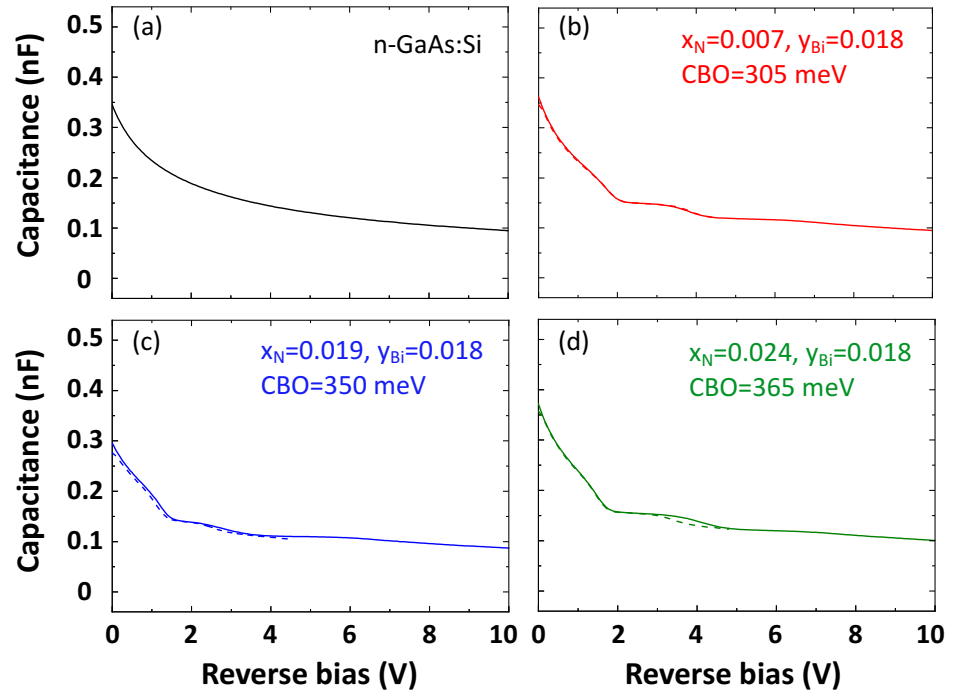 (a)
n-GaAs:Si
Capacitance (nF)
0.5
0.4
0.3
0.2
0.1
0
(b)
x_N=0.007, y_Bi=0.018
CBO=305 meV
(c)
x_N=0.019, y_Bi=0.018
CBO=350 meV
Capacitance (nF)
0.5
0.4
0.3
0.2
0.1
0
0 2 4 6 8 10
Reverse bias (V)
(d)
x_N=0.024, y_Bi=0.018
CBO=365 meV
0 2 4 6 8 10
Reverse bias (V)